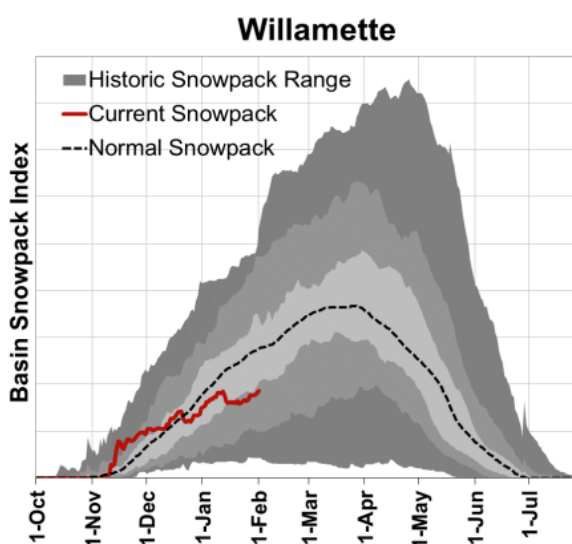 Willamette
Historic Snowpack Range
Current Snowpack
Normal Snowpack
Basin Snowpack Index
1-Oct
1-Nov
1-Dec
1-Jan
1-Feb
1-Mar
1-Apr
1-May
1-Jun
1-Jul